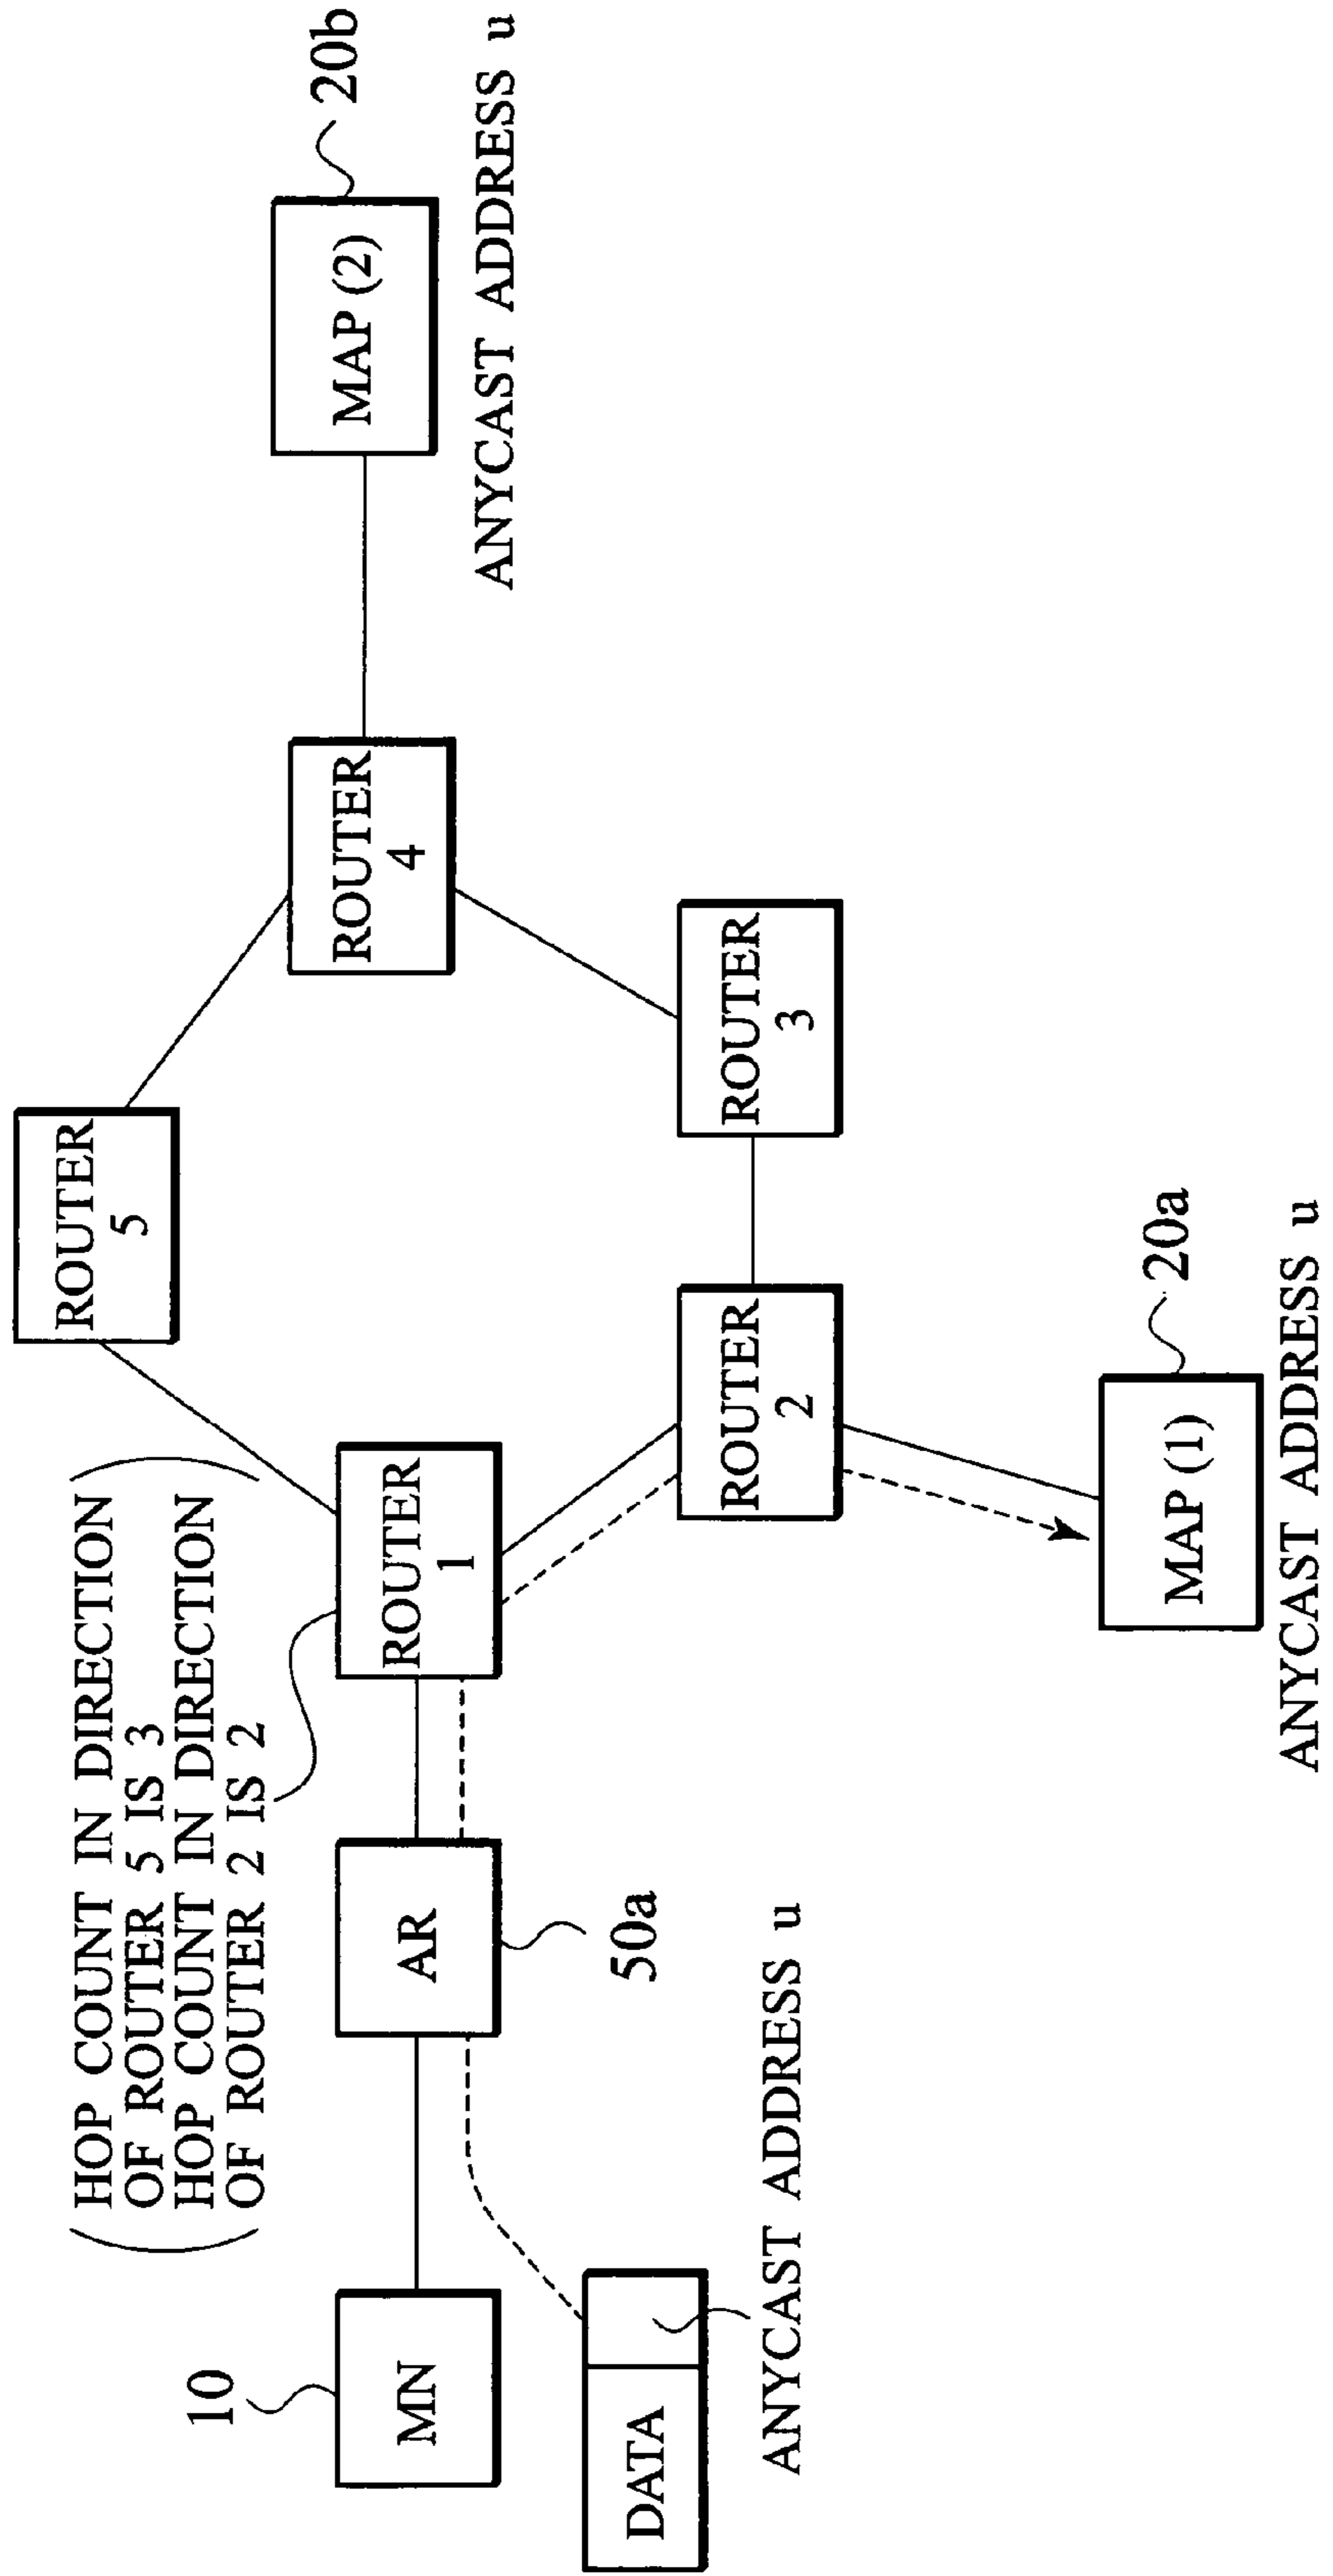 HOP COUNT IN DIRECTION
OF ROUTER 5 IS 3
HOP COUNT IN DIRECTION
OF ROUTER 2 IS 2
10
MN
AR
50a
ROUTER
1
ROUTER
5
ROUTER
4
MAP (2)
20b
ANYCAST ADDRESS u
DATA
ANYCAST ADDRESS u
ROUTER
2
ROUTER
3
MAP (1)
20a
ANYCAST ADDRESS u